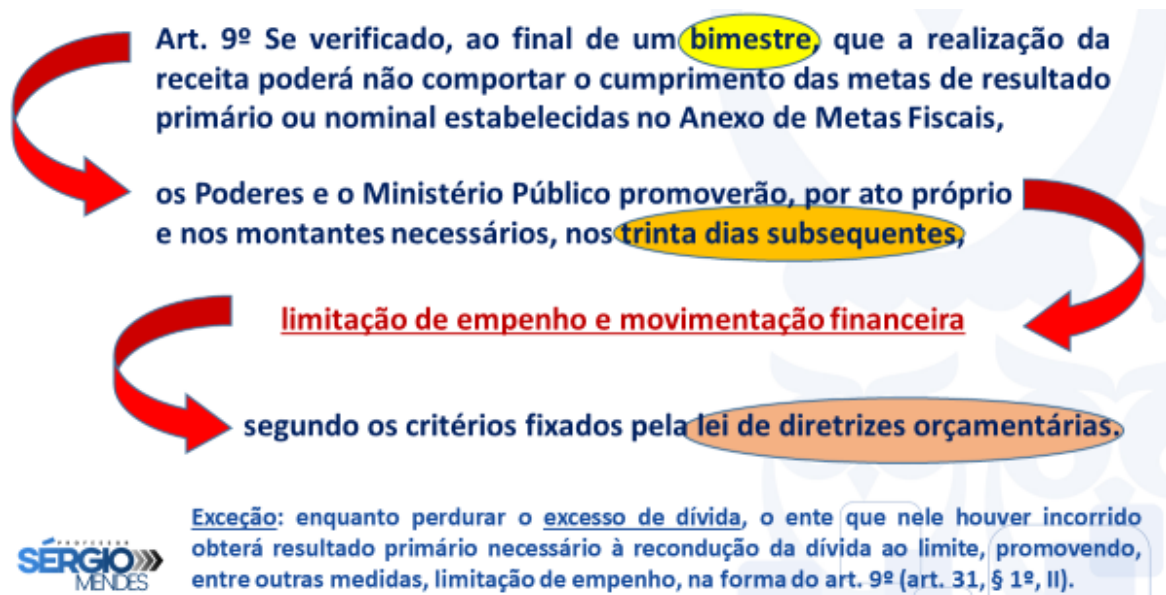 Art. 9º Se verificado, ao final de um bimestre, que a realização da
receita poderá não comportar o cumprimento das metas de resultado
primário ou nominal estabelecidas no Anexo de Metas Fiscais,
os Poderes e o Ministério Público promoverão, por ato próprio
e nos montantes necessários, nos trinta dias subsequentes,
limitação de empenho e movimentação financeira
segundo os critérios fixados pela lei de diretrizes orçamentárias.
Exceção: enquanto perdurar o excesso de dívida, o ente que nele houver incorrido
obterá resultado primário necessário à recondução da dívida ao limite, promovendo,
entre outras medidas, limitação de empenho, na forma do art. 9º (art. 31, § 1º, II).
PROFESSOR
SÉRGIO
MENDES